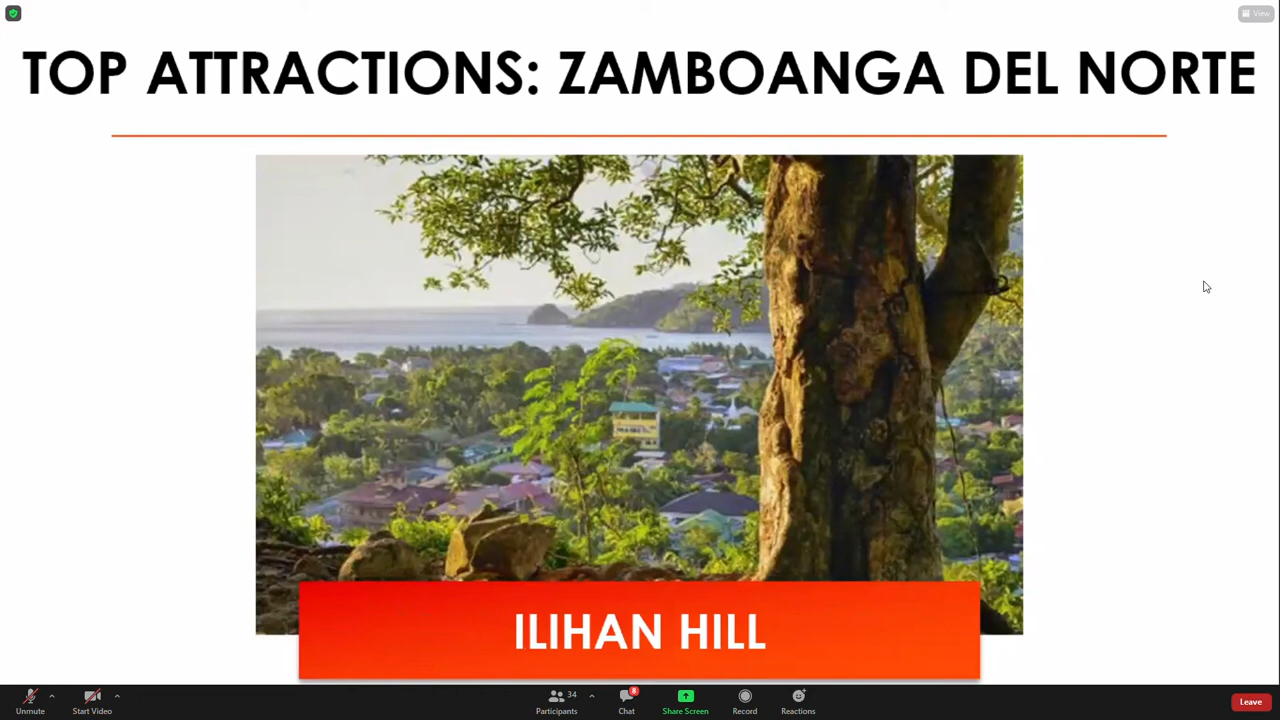 View
TOP ATTRACTIONS: ZAMBOANGA DEL NORTE
ILIHAN HILL
34
8
Unmute
Start Video
Participants
Chat
Share Screen
Record
Reactions
Leave